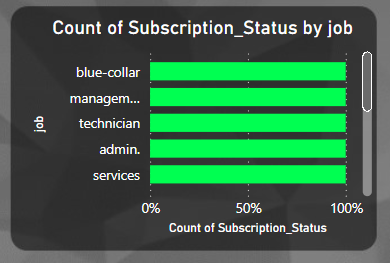 Count of Subscription_Status by job
blue-collar
managem...
technician
admin.
services
job
0% 50% 100%
Count of Subscription_Status